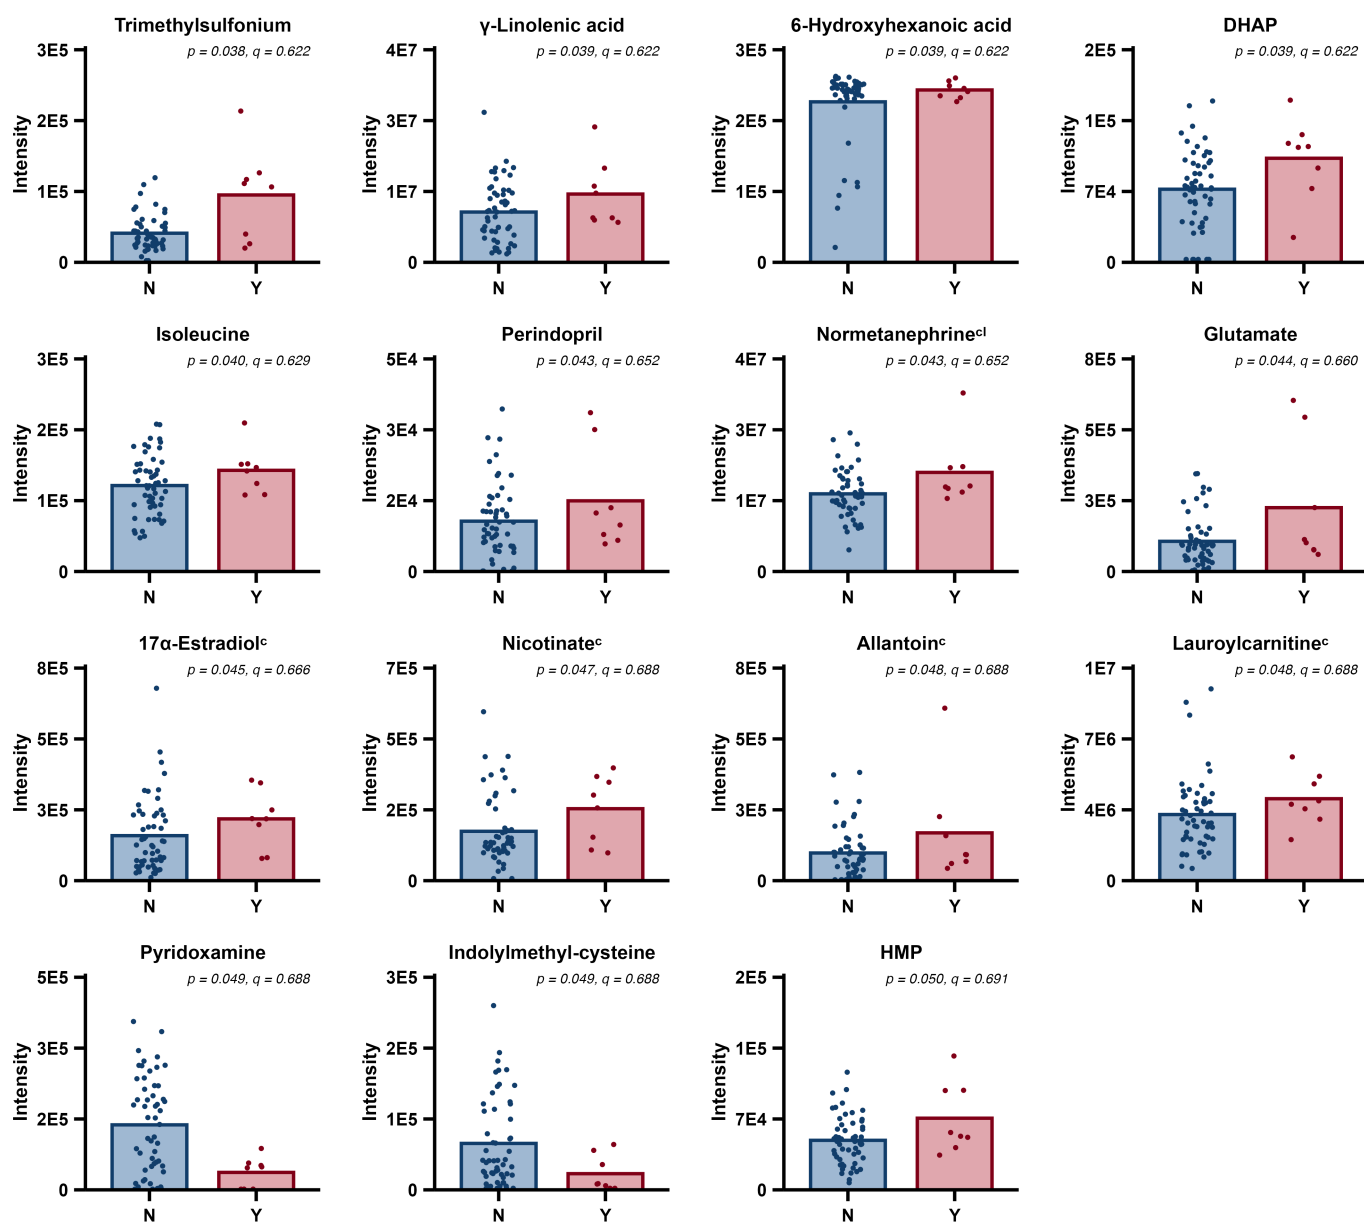 Trimethylsulfonium
p = 0.038, q = 0.622
Intensity
3E5
2E5
1E5
0
N
Y
γ-Linolenic acid
p = 0.039, q = 0.622
Intensity
4E7
3E7
1E7
0
N
Y
6-Hydroxyhexanoic acid
p = 0.039, q = 0.622
Intensity
3E5
2E5
1E5
0
N
Y
DHAP
p = 0.039, q = 0.622
Intensity
2E5
1E5
7E4
0
N
Y
Isoleucine
p = 0.040, q = 0.629
Intensity
3E5
2E5
1E5
0
N
Y
Perindopril
p = 0.043, q = 0.652
Intensity
5E4
3E4
2E4
0
N
Y
Normetanephrineᶜˡ
p = 0.043, q = 0.652
Intensity
4E7
3E7
1E7
0
N
Y
Glutamate
p = 0.044, q = 0.660
Intensity
8E5
5E5
3E5
0
N
Y
17α-Estradiolᶜ
p = 0.045, q = 0.666
Intensity
8E5
5E5
3E5
0
N
Y
Nicotinateᶜ
p = 0.047, q = 0.688
Intensity
7E5
5E5
2E5
0
N
Y
Allantoinᶜ
p = 0.048, q = 0.688
Intensity
8E5
5E5
3E5
0
N
Y
Lauroylcarnitineᶜ
p = 0.048, q = 0.688
Intensity
1E7
7E6
4E6
0
N
Y
Pyridoxamine
p = 0.049, q = 0.688
Intensity
5E5
3E5
2E5
0
N
Y
Indolylmethyl-cysteine
p = 0.049, q = 0.688
Intensity
3E5
2E5
1E5
0
N
Y
HMP
p = 0.050, q = 0.691
Intensity
2E5
1E5
7E4
0
N
Y